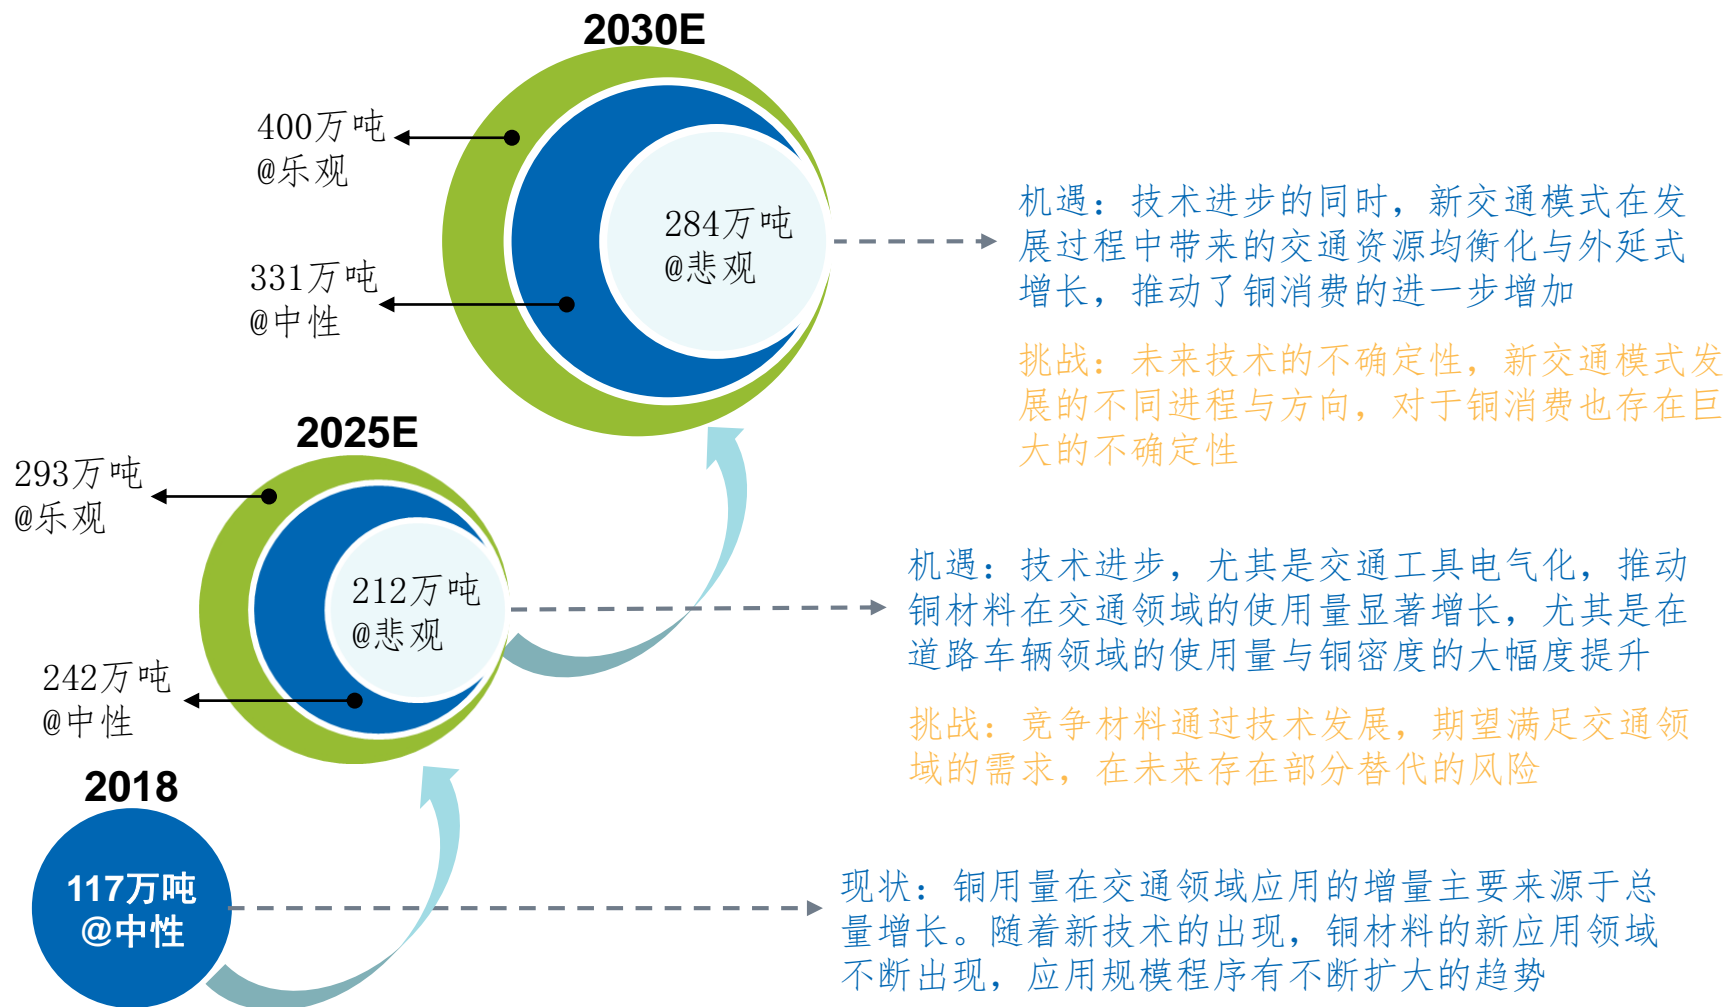 2030E
400万吨
@乐观
331万吨
@中性
284万吨
@悲观
机遇：技术进步的同时，新交通模式在发
展过程中带来的交通资源均衡化与外延式
增长，推动了铜消费的进一步增加
挑战：未来技术的不确定性，新交通模式发
展的不同进程与方向，对于铜消费也存在巨
大的不确定性
2025E
293万吨
@乐观
212万吨
@悲观
242万吨
@中性
机遇：技术进步，尤其是交通工具电气化，推动
铜材料在交通领域的使用量显著增长，尤其是在
道路车辆领域的使用量与铜密度的大幅度提升
挑战：竞争材料通过技术发展，期望满足交通领
域的需求，在未来存在部分替代的风险
2018
117万吨
@中性
现状：铜用量在交通领域应用的增量主要来源于总
量增长。随着新技术的出现，铜材料的新应用领域
不断出现，应用规模程序有不断扩大的趋势